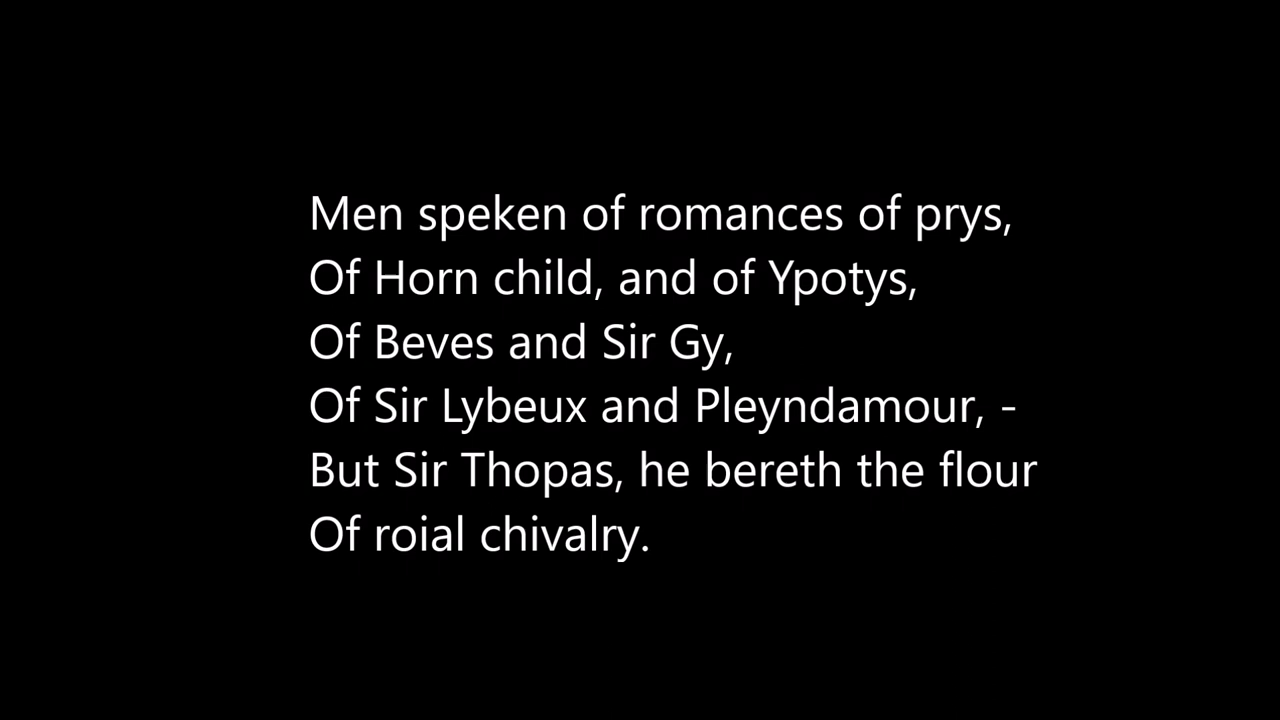 Men speken of romances of prys,
Of Horn child, and of Ypotys,
Of Beves and Sir Gy,
Of Sir Lybeux and Pleyndamour, -
But Sir Thopas, he bereth the flour
Of roial chivalry.